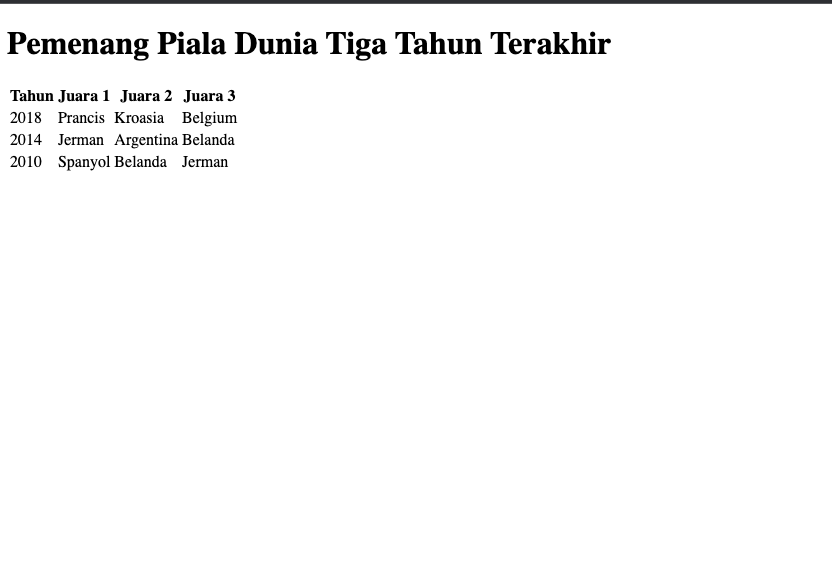 Pemenang Piala Dunia Tiga Tahun Terakhir
Tahun Juara 1 Juara 2 Juara 3
2018 Prancis Kroasia Belgium
2014 Jerman Argentina Belanda
2010 Spanyol Belanda Jerman